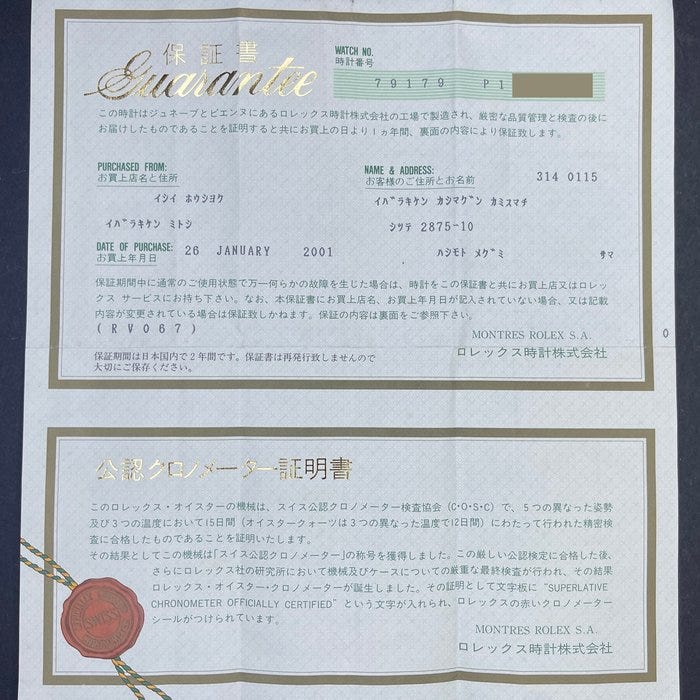 保証書
Guarantee
WATCH NO.
時計番号
79179 P1
この時計はジュネーブとビエンヌにあるロレックス時計株式会社の工場で製造され、厳密な品質管理と検査の後に
お届けしたものであることを証明すると共にお買上の日より1ヵ年間、裏面の内容により保証致します。
PURCHASED FROM:
お買上店名と住所
イシイ ホウシヨク
イバラキケン ミトシ
NAME & ADDRESS:
お客様のご住所とお名前
314 0115
イバラキケン カシマグン カミスマチ
シツテ 2875-10
ハシモト メグミ サマ
DATE OF PURCHASE:
お買上年月日
26 JANUARY 2001
保証期間中に通常のご使用状態で万一何らかの故障を生じた場合は、時計をこの保証書と共にお買上店又はロレッ
クス サービスにお持ち下さい。なお、本保証書にお買上店名、お買上年月日が記入されていない場合、又は記載
内容が変更されている場合は保証致しかねます。保証の内容は裏面をご参照下さい。
(RV067)
MONTRES ROLEX S.A.
ロレックス時計株式会社
0
保証期間は日本国内で2年間です。保証書は再発行致しませんので
大切にご保存ください。
公認クロノメーター証明書
このロレックス・オイスターの機械は、スイス公認クロノメーター検査協会 (C・O・S・C) で、5つの異なった姿勢
及び3つの温度において15日間 (オイスタークォーツは3つの異なった温度で12日間) にわたって行われた精密検
査に合格したものであることを証明いたします。
その結果としてこの機械は「スイス公認クロノメーター」の称号を獲得しました。この厳しい公認検定に合格した後、
さらにロレックス社の研究所において機械及びケースについての厳重な最終検査が行われ、その結果
ロレックス・オイスター・クロノメーターが誕生しました。その証明として文字板に "SUPERLATIVE
CHRONOMETER OFFICIALLY CERTIFIED" という文字が入れられ、ロレックスの赤いクロノメーター
シールがつけられています。
SWISS
MONTRES ROLEX S.A.
ロレックス時計株式会社